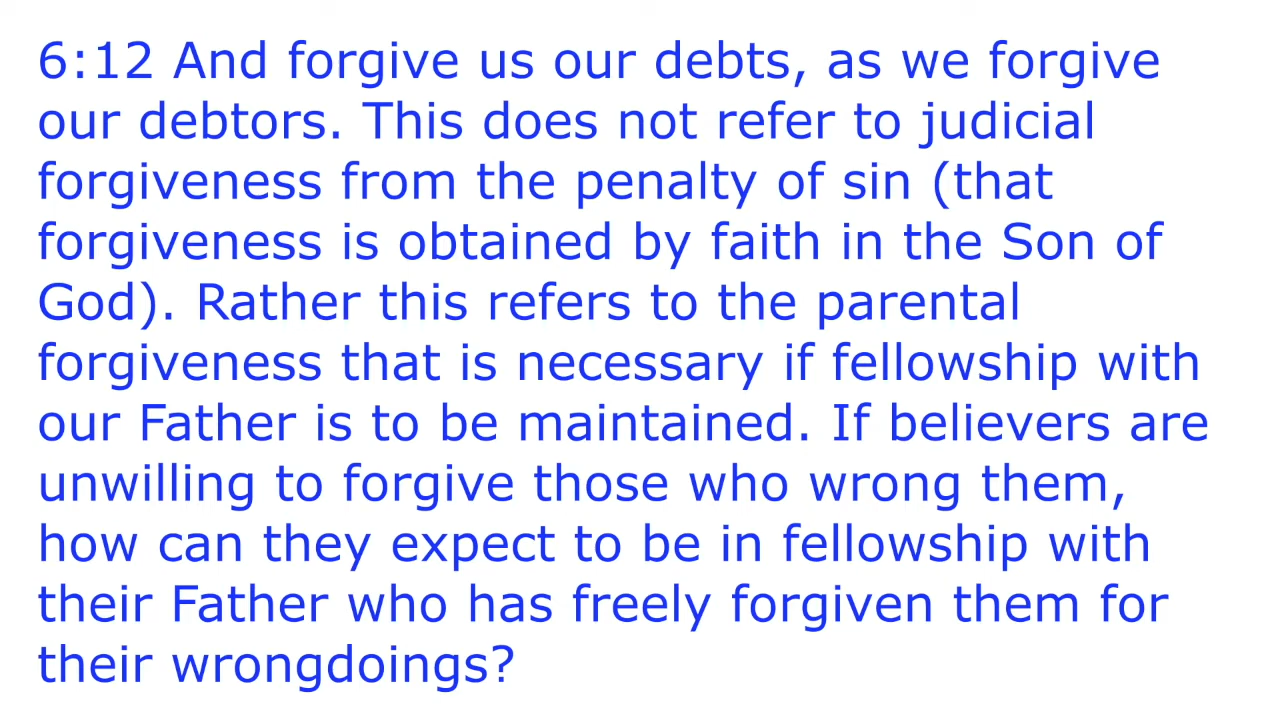 6:12 And forgive us our debts, as we forgive
our debtors. This does not refer to judicial
forgiveness from the penalty of sin (that
forgiveness is obtained by faith in the Son of
God). Rather this refers to the parental
forgiveness that is necessary if fellowship with
our Father is to be maintained. If believers are
unwilling to forgive those who wrong them,
how can they expect to be in fellowship with
their Father who has freely forgiven them for
their wrongdoings?